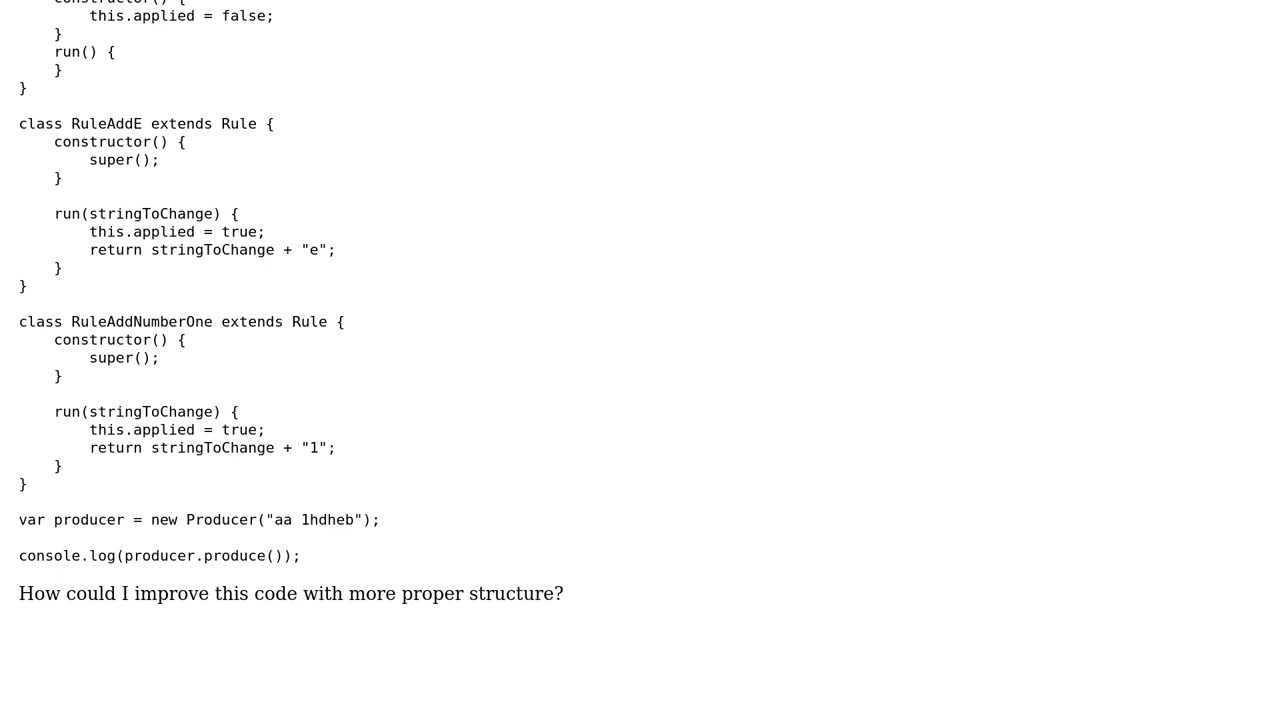 constructor() {
        this.applied = false;
    }
    run() {
    }
}

class RuleAddE extends Rule {
    constructor() {
        super();
    }

    run(stringToChange) {
        this.applied = true;
        return stringToChange + "e";
    }
}

class RuleAddNumberOne extends Rule {
    constructor() {
        super();
    }

    run(stringToChange) {
        this.applied = true;
        return stringToChange + "1";
    }
}

var producer = new Producer("aa 1hdheb");

console.log(producer.produce());

How could I improve this code with more proper structure?